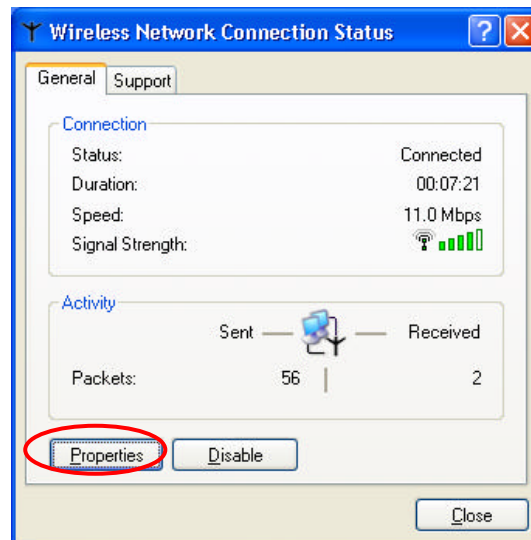 Wireless Network Connection Status
General Support
Connection
Status: Connected
Duration: 00:07:21
Speed: 11.0 Mbps
Signal Strength:
Activity
Sent Received
Packets: 56 2
Properties Disable
Close